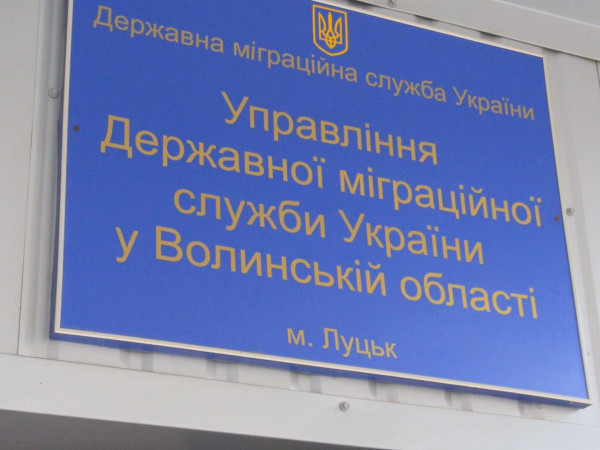 Державна міграційна служба України
Управління
Державної міграційної
служби України
у Волинській області
м. Луцьк